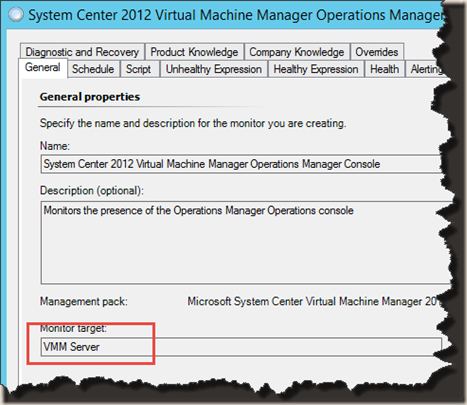 System Center 2012 Virtual Machine Manager Operations Manager
Diagnostic and Recovery Product Knowledge Company Knowledge Overrides
General Schedule Script Unhealthy Expression Healthy Expression Health Alerting
General properties
Specify the name and description for the monitor you are creating.
Name:
System Center 2012 Virtual Machine Manager Operations Manager Console
Description (optional):
Monitors the presence of the Operations Manager Operations console
Management pack: Microsoft System Center Virtual Machine Manager 20
Monitor target:
VMM Server